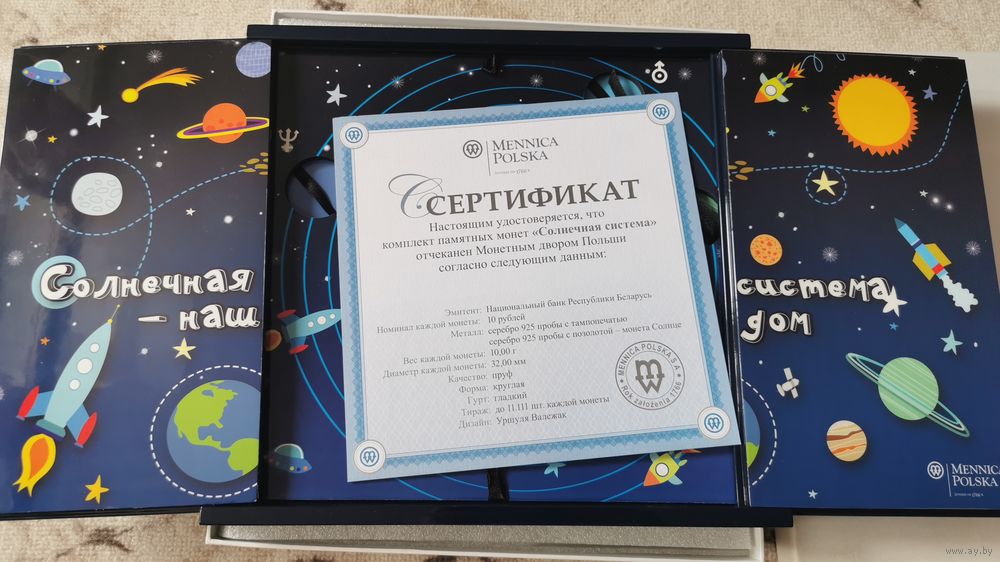 Солнечная
– наш
MENNICA
POLSKA
СЕРТИФИКАТ
Настоящим удостоверяется, что
комплект памятных монет «Солнечная система»
отчеканен Монетным двором Польши
согласно следующим данным:
Эмитент: Национальный банк Республики Беларусь
Номинал каждой монеты: 10 рублей
Металл: серебро 925 пробы с тампопечатью
серебро 925 пробы с позолотой – монета Солнце
Вес каждой монеты: 10,00 г
Диаметр каждой монеты: 32,00 мм
Качество: пруф
Форма: круглая
Гурт: гладкий
Тираж: до 11.111 шт. каждой монеты
Дизайн: Уршуля Валежак
MENNICA POLSKA S.A
Rok założenia 1766
система
дом
MENNICA
POLSKA
www.ay.by